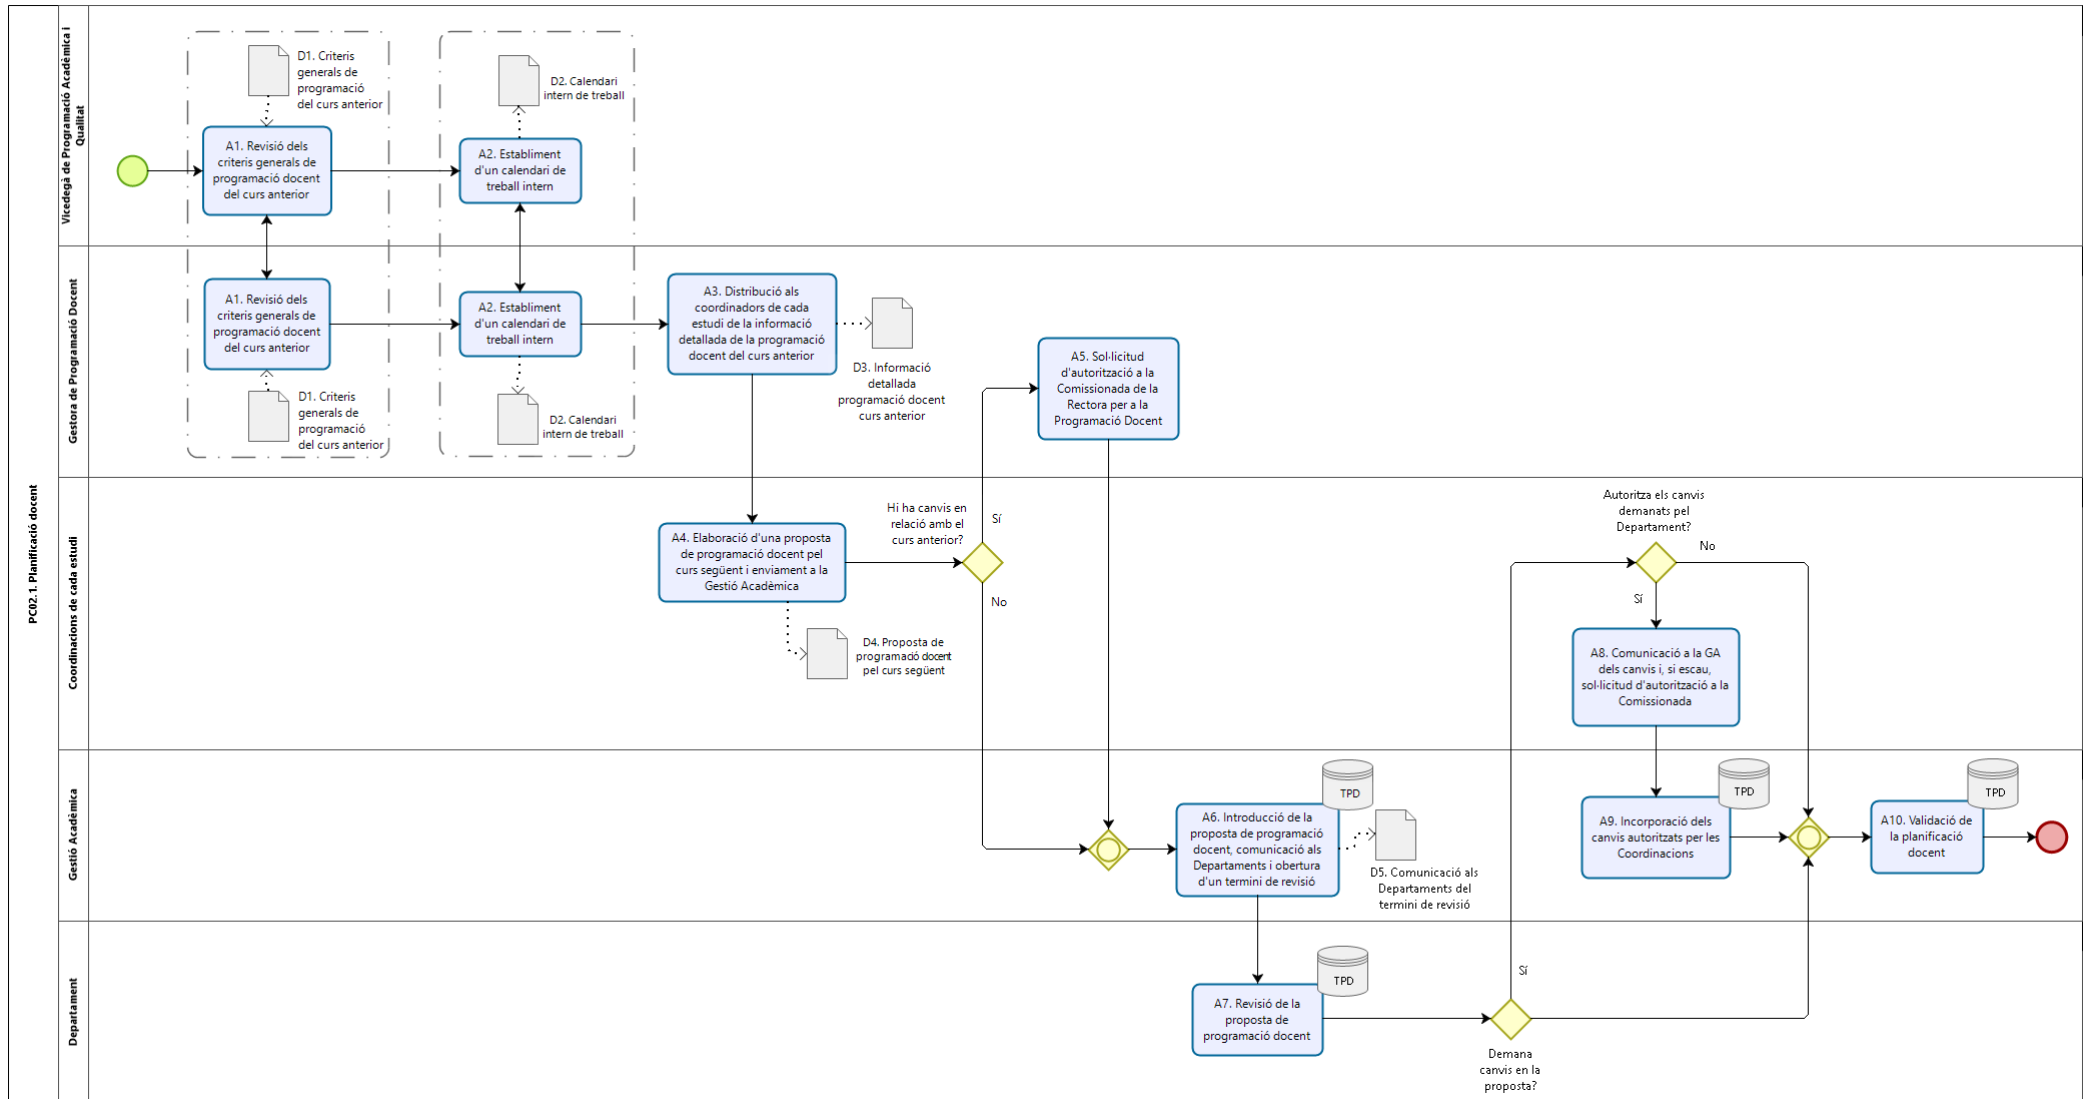 PC02.1. Planificació docent
Vicedegà de Programació Acadèmica i
Qualitat
D1. Criteris
generals de
programació
del curs anterior
D2. Calendari
intern de treball
A1. Revisió dels
criteris generals de
programació docent
del curs anterior
A2. Establiment
d'un calendari de
treball intern
Gestora de Programació Docent
A1. Revisió dels
criteris generals de
programació docent
del curs anterior
A2. Establiment
d'un calendari de
treball intern
A3. Distribució als
coordinadors de cada
estudi de la informació
detallada de la programació
docent del curs anterior
D3. Informació
detallada
programació docent
curs anterior
D1. Criteris
generals de
programació
del curs anterior
D2. Calendari
intern de treball
A5. Sol·licitud
d'autorització a la
Comissionada de la
Rectora per a la
Programació Docent
Coordinacions de cada estudi
A4. Elaboració d'una proposta
de programació docent pel
curs següent i enviament a la
Gestió Acadèmica
Hi ha canvis en
relació amb el
curs anterior?
Sí
No
D4. Proposta de
programació docent
pel curs següent
Autoritza els canvis
demanats pel
Departament?
No
Sí
A8. Comunicació a la GA
dels canvis i, si escau,
sol·licitud d'autorització a la
Comissionada
Gestió Acadèmica
TPD
A6. Introducció de la
proposta de programació
docent, comunicació als
Departaments i obertura
d'un termini de revisió
D5. Comunicació als
Departaments del
termini de revisió
TPD
A9. Incorporació dels
canvis autoritzats per les
Coordinacions
TPD
A10. Validació de
la planificació
docent
Departament
TPD
A7. Revisió de la
proposta de
programació docent
Sí
Demana
canvis en la
proposta?